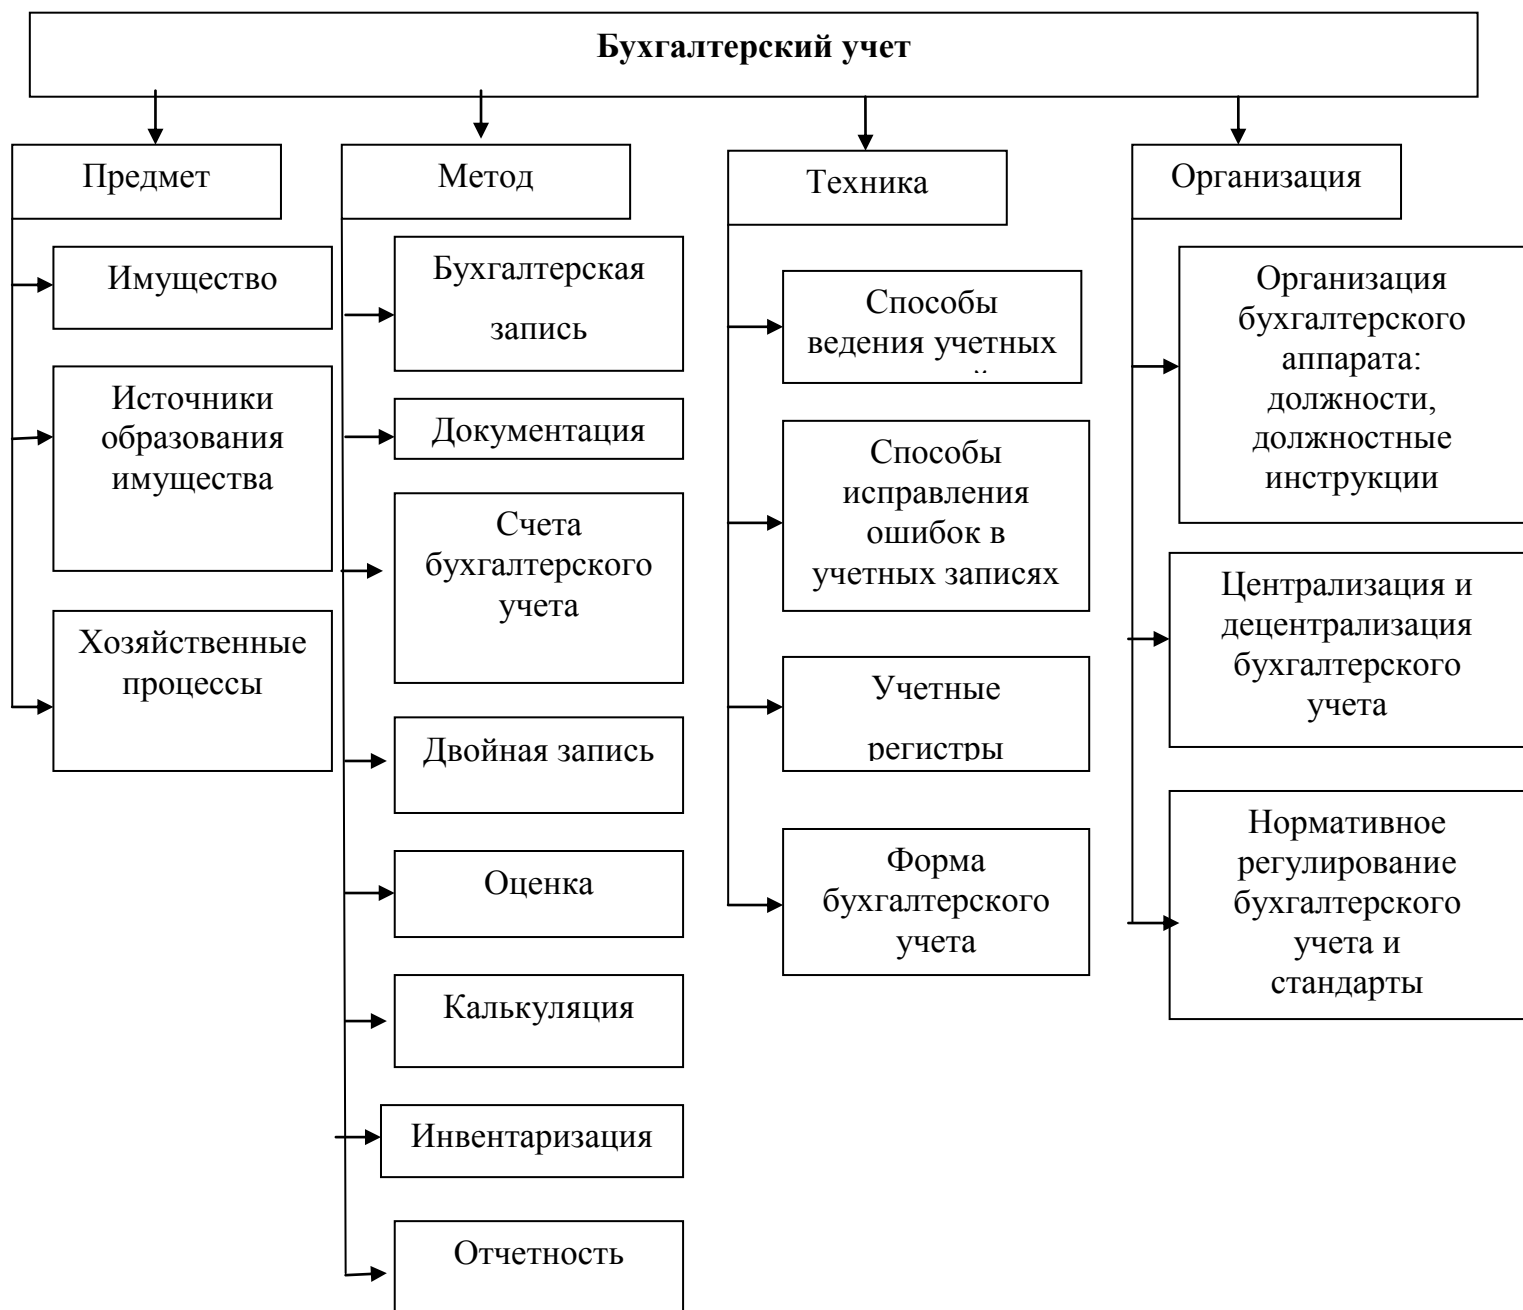 Бухгалтерский учет
Предмет
Имущество
Источники
образования
имущества
Хозяйственные
процессы
Метод
Бухгалтерская
запись
Документация
Счета
бухгалтерского
учета
Двойная запись
Оценка
Калькуляция
Инвентаризация
Отчетность
Техника
Способы
ведения учетных
Способы
исправления
ошибок в
учетных записях
Учетные
регистры
Форма
бухгалтерского
учета
Организация
Организация
бухгалтерского
аппарата:
должности,
должностные
инструкции
Централизация и
децентрализация
бухгалтерского
учета
Нормативное
регулирование
бухгалтерского
учета и
стандарты